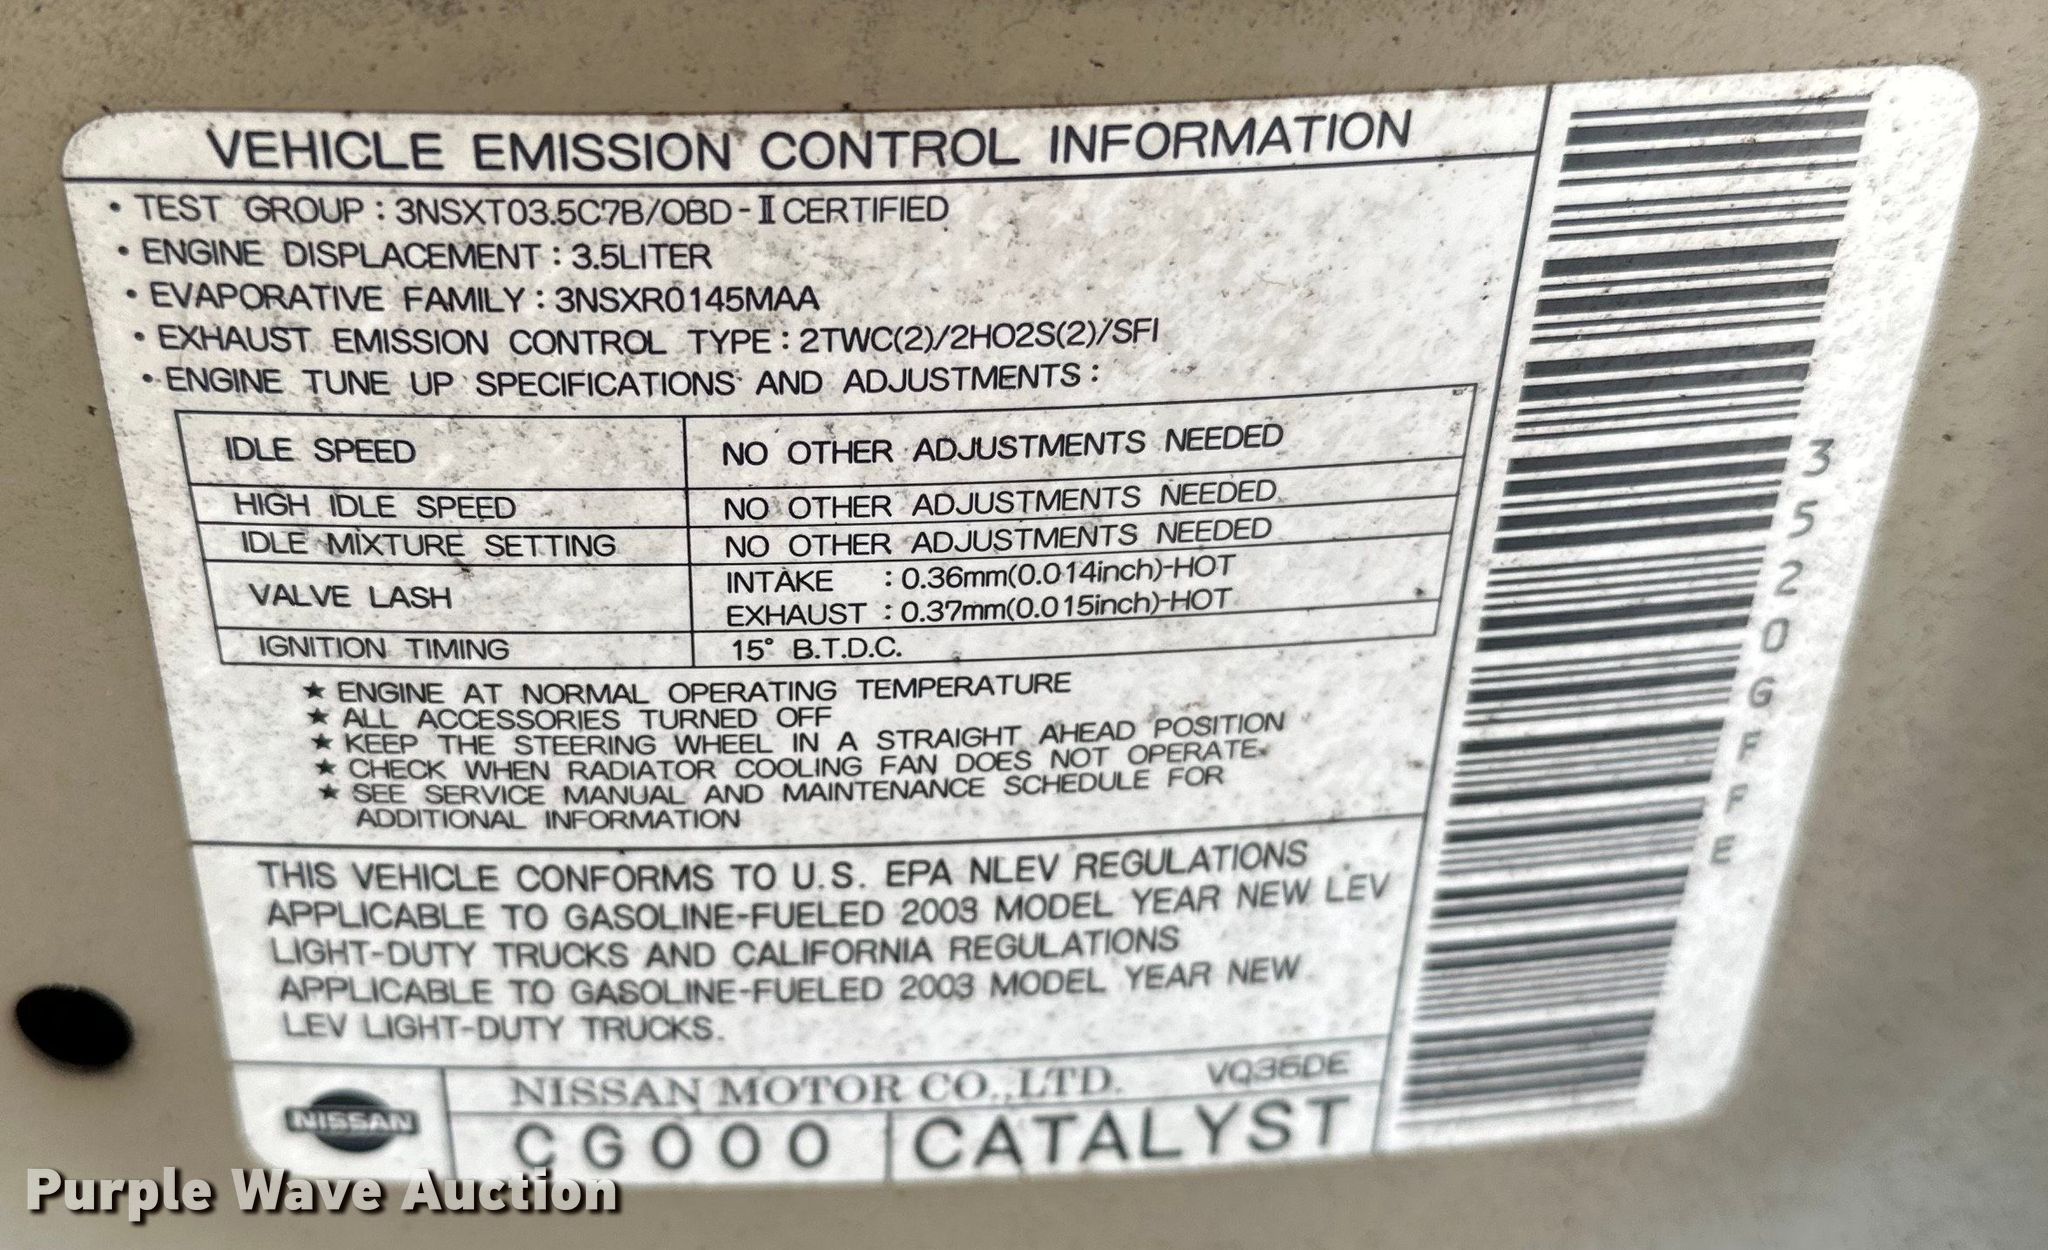 VEHICLE EMISSION CONTROL INFORMATION
• TEST GROUP : 3NSXT03.5C7B/OBD-Ⅱ CERTIFIED
• ENGINE DISPLACEMENT : 3.5LITER
• EVAPORATIVE FAMILY : 3NSXR0145MAA
• EXHAUST EMISSION CONTROL TYPE : 2TWC(2)/2HO2S(2)/SFI
• ENGINE TUNE UP SPECIFICATIONS AND ADJUSTMENTS :
IDLE SPEED NO OTHER ADJUSTMENTS NEEDED
HIGH IDLE SPEED NO OTHER ADJUSTMENTS NEEDED
IDLE MIXTURE SETTING NO OTHER ADJUSTMENTS NEEDED
VALVE LASH INTAKE : 0.36mm(0.014inch)-HOT
EXHAUST : 0.37mm(0.015inch)-HOT
IGNITION TIMING 15° B.T.D.C.
★ ENGINE AT NORMAL OPERATING TEMPERATURE
★ ALL ACCESSORIES TURNED OFF
★ KEEP THE STEERING WHEEL IN A STRAIGHT AHEAD POSITION
★ CHECK WHEN RADIATOR COOLING FAN DOES NOT OPERATE.
★ SEE SERVICE MANUAL AND MAINTENANCE SCHEDULE FOR
ADDITIONAL INFORMATION
THIS VEHICLE CONFORMS TO U.S. EPA NLEV REGULATIONS
APPLICABLE TO GASOLINE-FUELED 2003 MODEL YEAR NEW LEV
LIGHT-DUTY TRUCKS AND CALIFORNIA REGULATIONS
APPLICABLE TO GASOLINE-FUELED 2003 MODEL YEAR NEW
LEV LIGHT-DUTY TRUCKS.
NISSAN
NISSAN MOTOR CO.,LTD. VQ35DE
CG000 CATALYST
3520GFFE
Purple Wave Auction